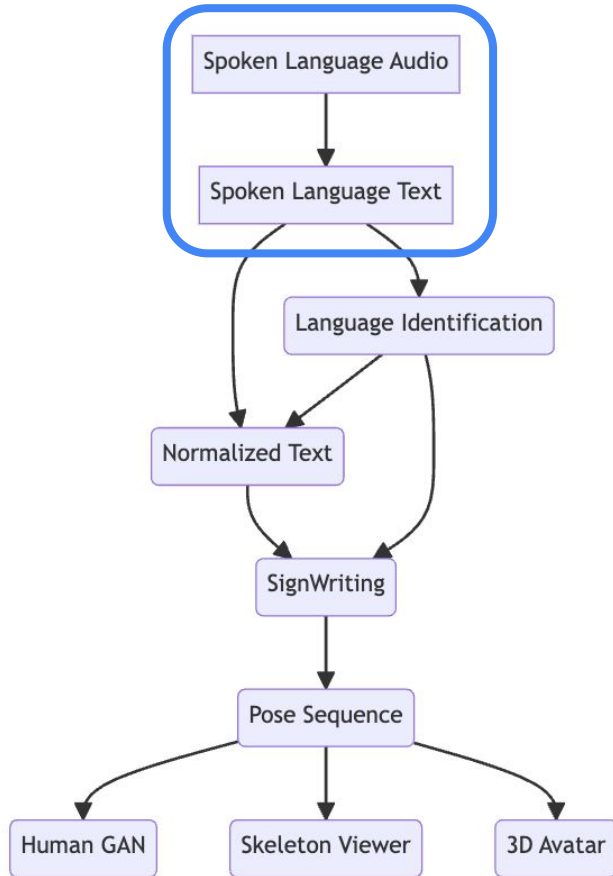 Spoken Language Audio
Spoken Language Text
Language Identification
Normalized Text
SignWriting
Pose Sequence
Human GAN
Skeleton Viewer
3D Avatar